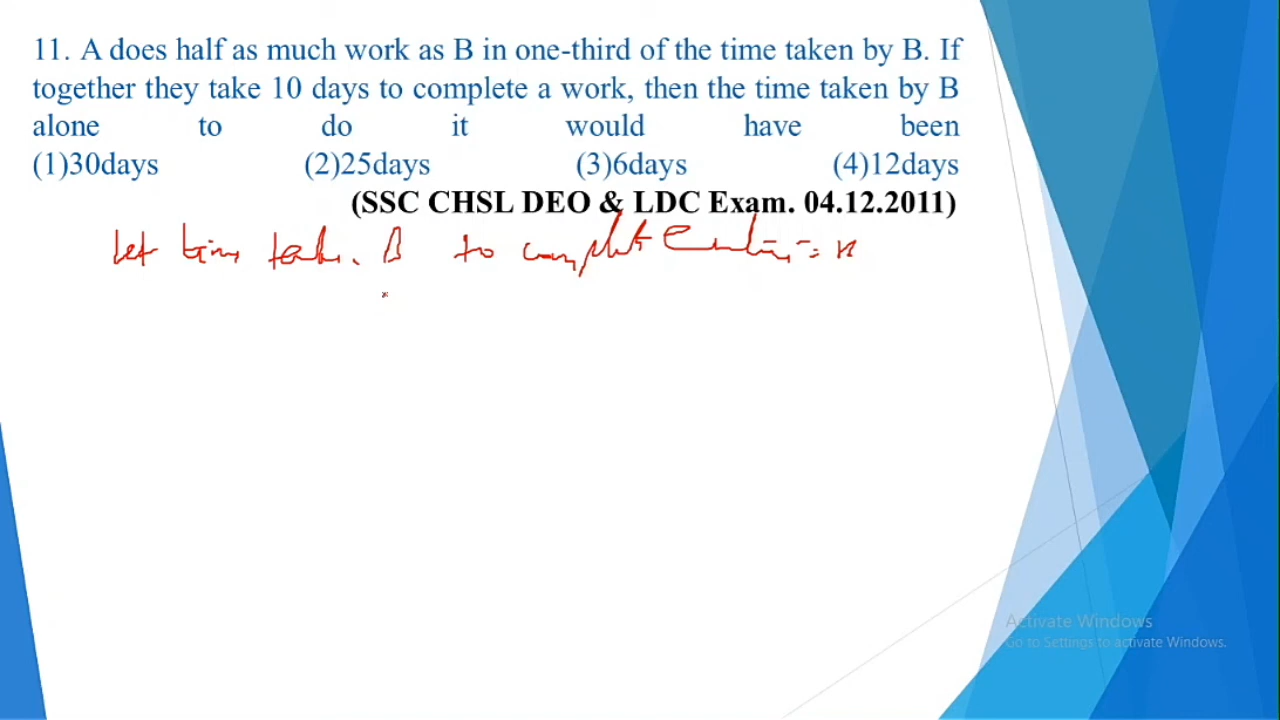 11. A does half as much work as B in one-third of the time taken by B. If
together they take 10 days to complete a work, then the time taken by B
alone to do it would have been
(1)30days (2)25days (3)6days (4)12days
(SSC CHSL DEO & LDC Exam. 04.12.2011)
let time B to = x
Activate Windows
Go to Settings to activate Windows.